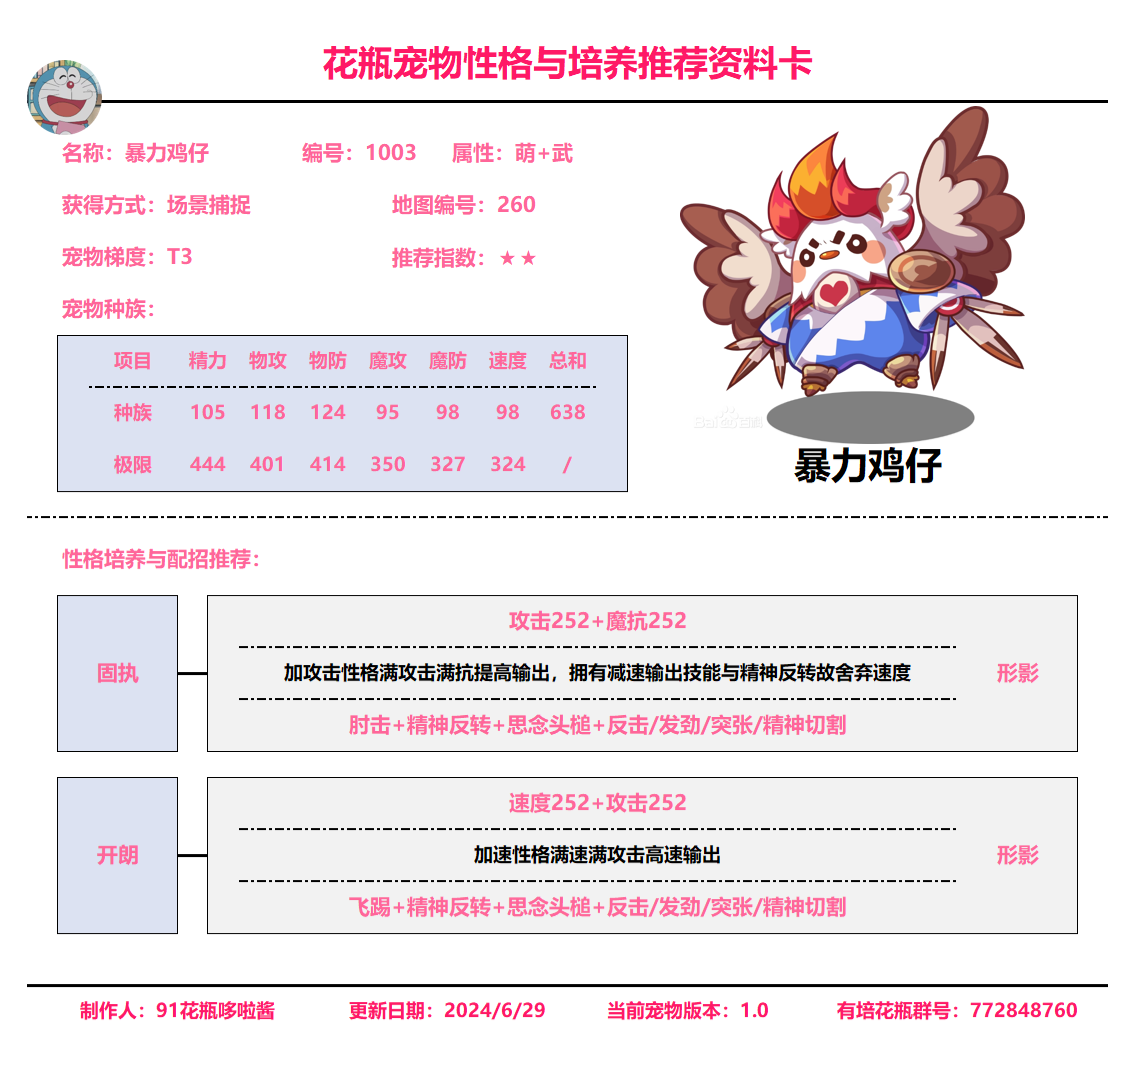 花瓶宠物性格与培养推荐资料卡
名称：暴力鸡仔 编号：1003 属性：萌+武
获得方式：场景捕捉 地图编号：260
宠物梯度：T3 推荐指数：★★
宠物种族：
项目 精力 物攻 物防 魔攻 魔防 速度 总和
种族 105 118 124 95 98 98 638
极限 444 401 414 350 327 324 /
Bai百科
暴力鸡仔
性格培养与配招推荐：
攻击252+魔抗252
固执 加攻击性格满攻击满抗提高输出，拥有减速输出技能与精神反转故舍弃速度 形影
肘击+精神反转+思念头槌+反击/发劲/突张/精神切割
速度252+攻击252
开朗 加速性格满速满攻击高速输出 形影
飞踢+精神反转+思念头槌+反击/发劲/突张/精神切割
制作人：91花瓶哆啦酱 更新日期：2024/6/29 当前宠物版本：1.0 有培花瓶群号：772848760